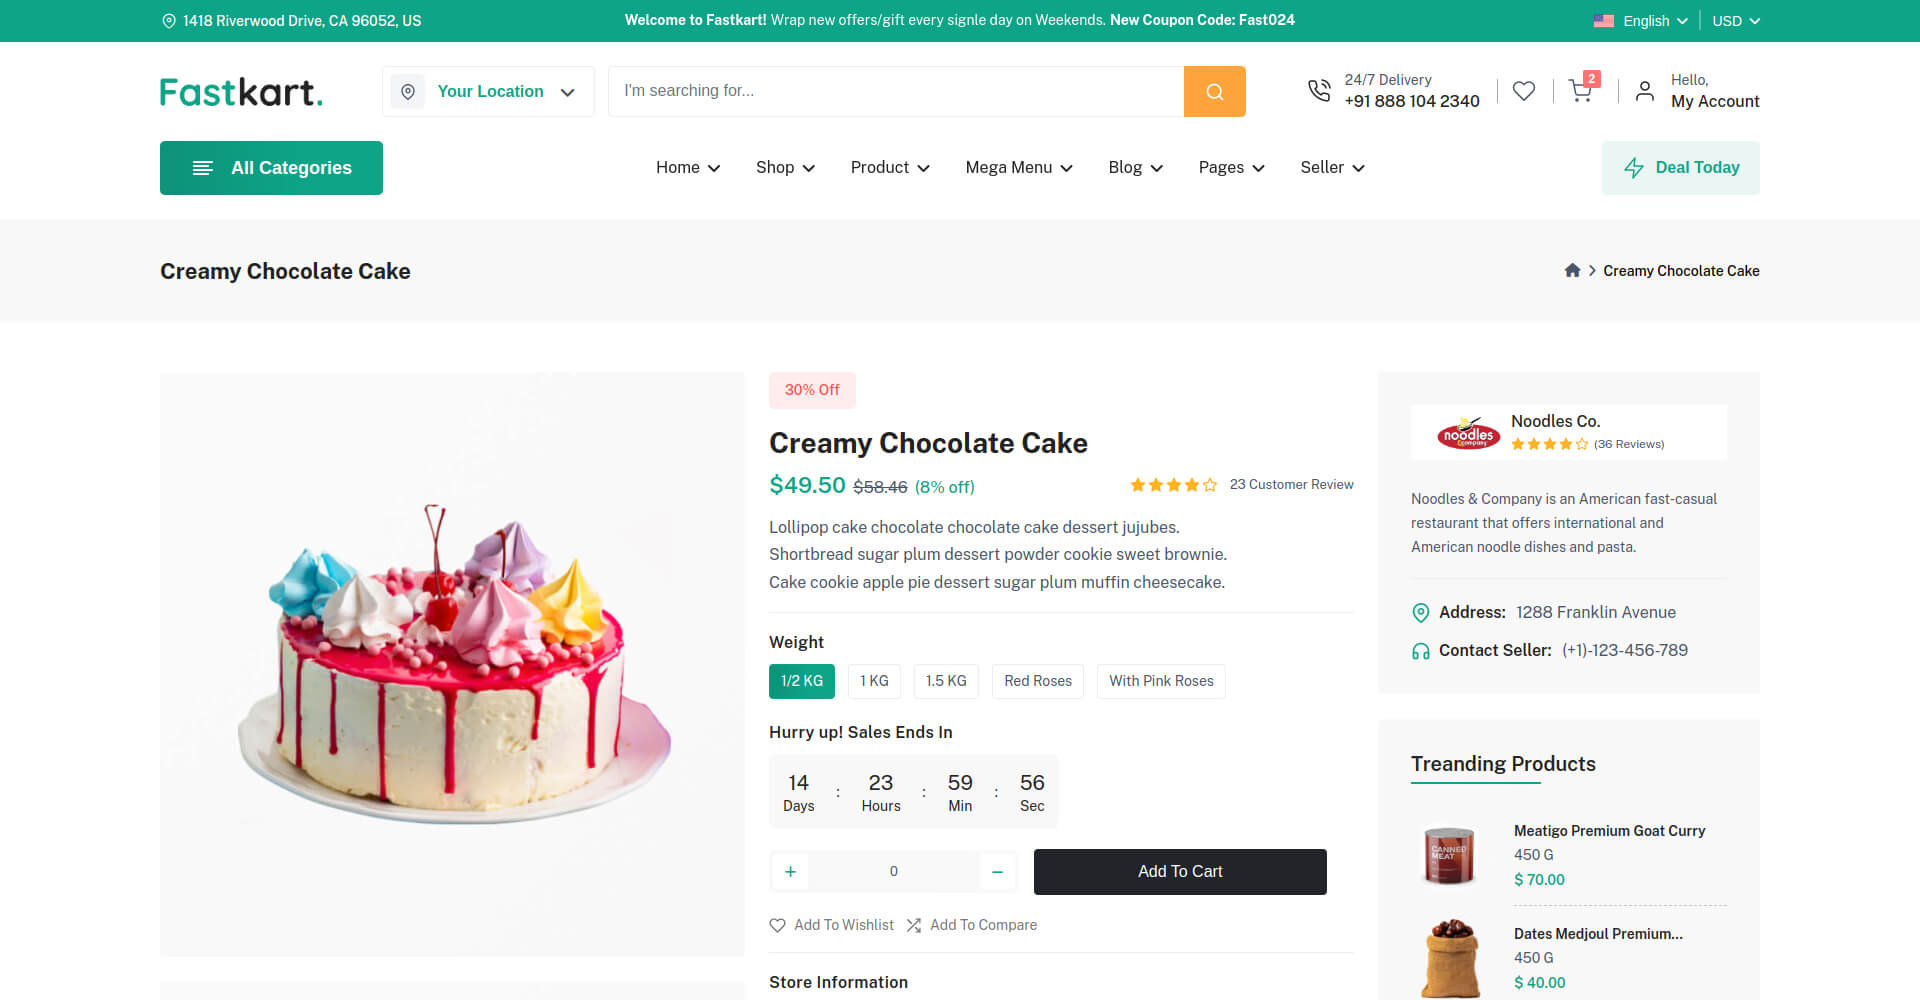 1418 Riverwood Drive, CA 96052, US
Welcome to Fastkart! Wrap new offers/gift every signle day on Weekends. New Coupon Code: Fast024
English
USD
Fastkart.
Your Location
I'm searching for...
24/7 Delivery
+91 888 104 2340
2
Hello,
My Account
All Categories
Home
Shop
Product
Mega Menu
Blog
Pages
Seller
Deal Today
Creamy Chocolate Cake
Creamy Chocolate Cake
30% Off
Creamy Chocolate Cake
$49.50 $58.46 (8% off)
23 Customer Review
Lollipop cake chocolate chocolate cake dessert jujubes.
Shortbread sugar plum dessert powder cookie sweet brownie.
Cake cookie apple pie dessert sugar plum muffin cheesecake.
Weight
1/2 KG
1 KG
1.5 KG
Red Roses
With Pink Roses
Hurry up! Sales Ends In
14 : 23 : 59 : 56
Days Hours Min Sec
+ 0 −
Add To Cart
Add To Wishlist
Add To Compare
Store Information
noodles
&company
Noodles Co.
(36 Reviews)
Noodles & Company is an American fast-casual
restaurant that offers international and
American noodle dishes and pasta.
Address: 1288 Franklin Avenue
Contact Seller: (+1)-123-456-789
Treanding Products
CANNED
MEAT
Meatigo Premium Goat Curry
450 G
$ 70.00
Dates Medjoul Premium...
450 G
$ 40.00